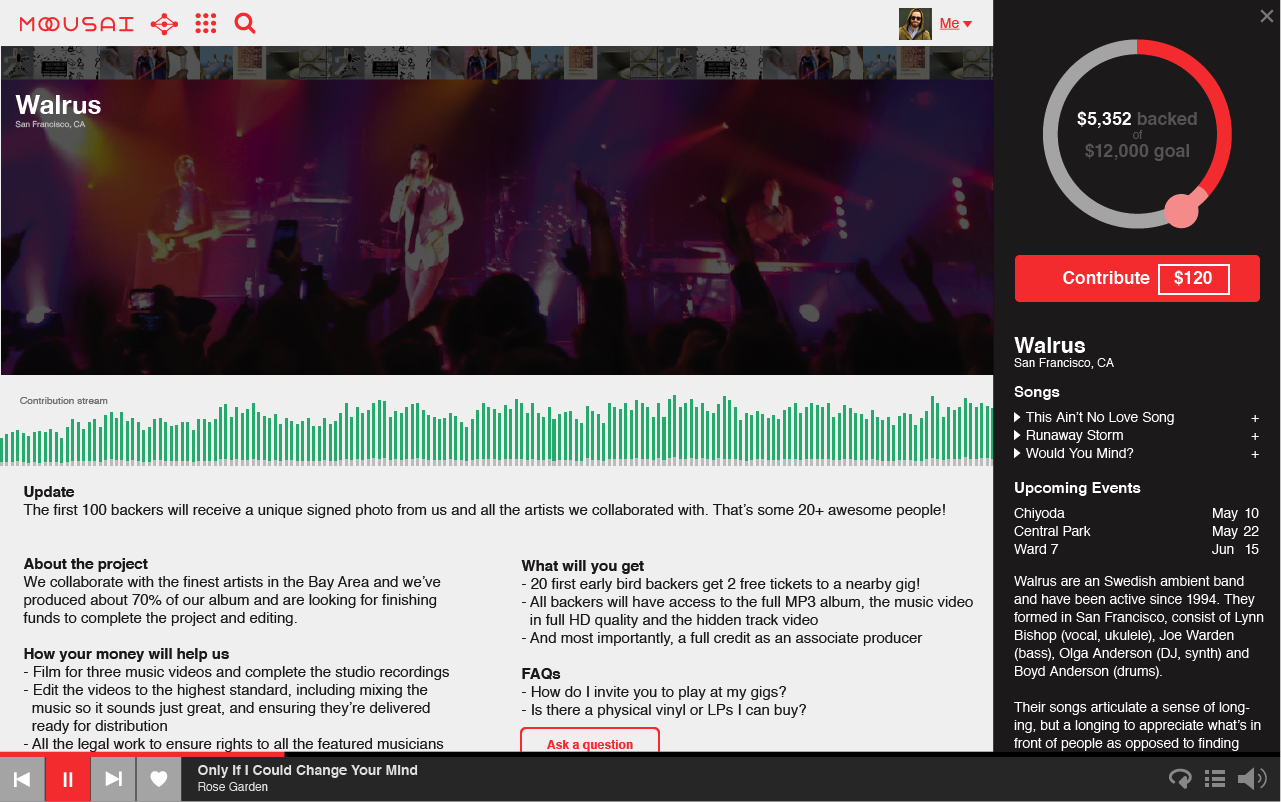 MOUSAI
Me
Walrus
San Francisco, CA
Contribution stream
Update
The first 100 backers will receive a unique signed photo from us and all the artists we collaborated with. That’s some 20+ awesome people!
About the project
We collaborate with the finest artists in the Bay Area and we’ve
produced about 70% of our album and are looking for finishing
funds to complete the project and editing.
How your money will help us
- Film for three music videos and complete the studio recordings
- Edit the videos to the highest standard, including mixing the
music so it sounds just great, and ensuring they’re delivered
ready for distribution
- All the legal work to ensure rights to all the featured musicians
What will you get
- 20 first early bird backers get 2 free tickets to a nearby gig!
- All backers will have access to the full MP3 album, the music video
in full HD quality and the hidden track video
- And most importantly, a full credit as an associate producer
FAQs
- How do I invite you to play at my gigs?
- Is there a physical vinyl or LPs I can buy?
Ask a question
$5,352 backed
of
$12,000 goal
Contribute $120
Walrus
San Francisco, CA
Songs
This Ain’t No Love Song +
Runaway Storm +
Would You Mind? +
Upcoming Events
Chiyoda May 10
Central Park May 22
Ward 7 Jun 15
Walrus are an Swedish ambient band
and have been active since 1994. They
formed in San Francisco, consist of Lynn
Bishop (vocal, ukulele), Joe Warden
(bass), Olga Anderson (DJ, synth) and
Boyd Anderson (drums).
Their songs articulate a sense of long-
ing, but a longing to appreciate what’s in
front of people as opposed to finding
Only If I Could Change Your Mind
Rose Garden